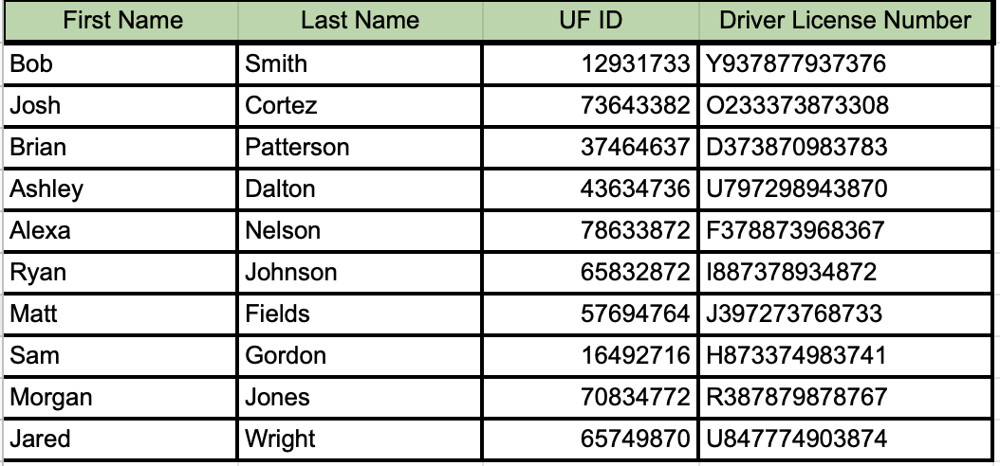 First Name Last Name UF ID Driver License Number
Bob Smith 12931733 Y937877937376
Josh Cortez 73643382 O233373873308
Brian Patterson 37464637 D373870983783
Ashley Dalton 43634736 U797298943870
Alexa Nelson 78633872 F378873968367
Ryan Johnson 65832872 I887378934872
Matt Fields 57694764 J397273768733
Sam Gordon 16492716 H873374983741
Morgan Jones 70834772 R387879878767
Jared Wright 65749870 U847774903874